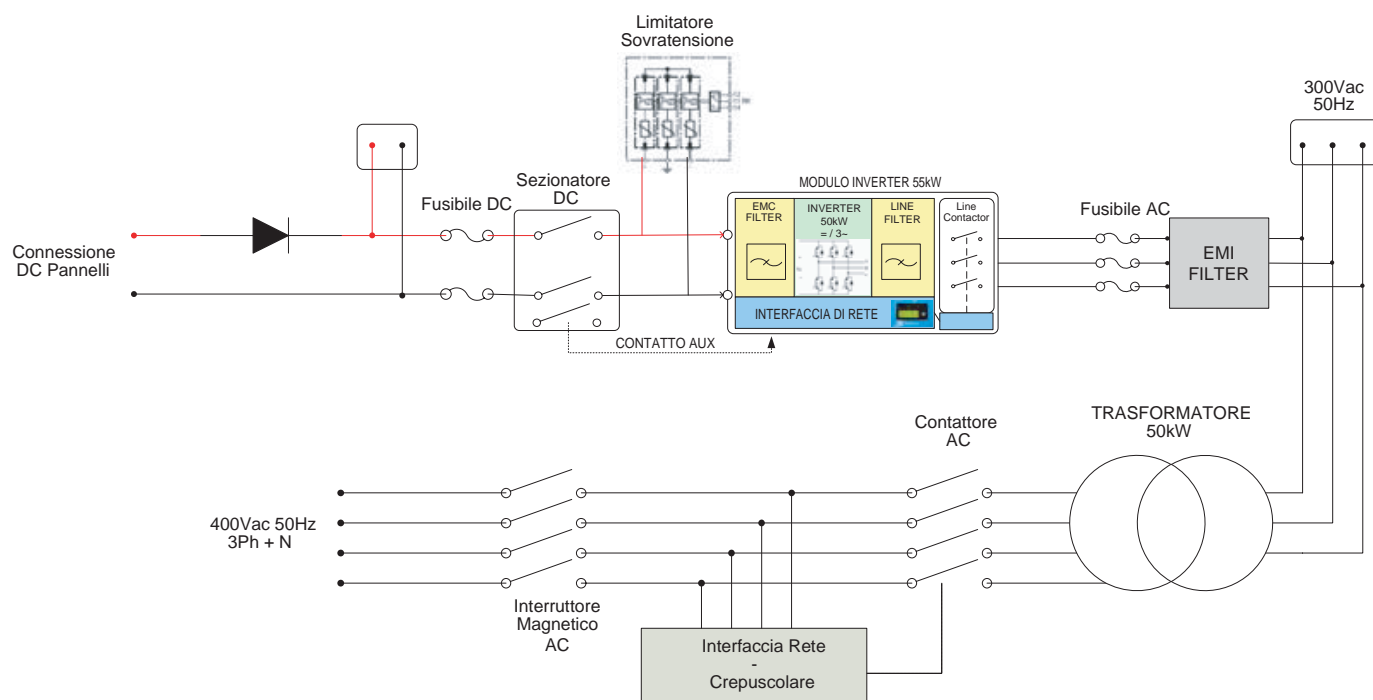 Limitatore
Sovratensione
300Vac
50Hz
Sezionatore
DC
Fusibile DC
MODULO INVERTER 55kW
EMC
FILTER
INVERTER
50kW
= / 3~
LINE
FILTER
Line
Contactor
Fusibile AC
Connessione
DC Pannelli
EMI
FILTER
INTERFACCIA DI RETE
CONTATTO AUX
Contattore
AC
TRASFORMATORE
50kW
400Vac 50Hz
3Ph + N
Interruttore
Magnetico
AC
Interfaccia Rete
-
Crepuscolare